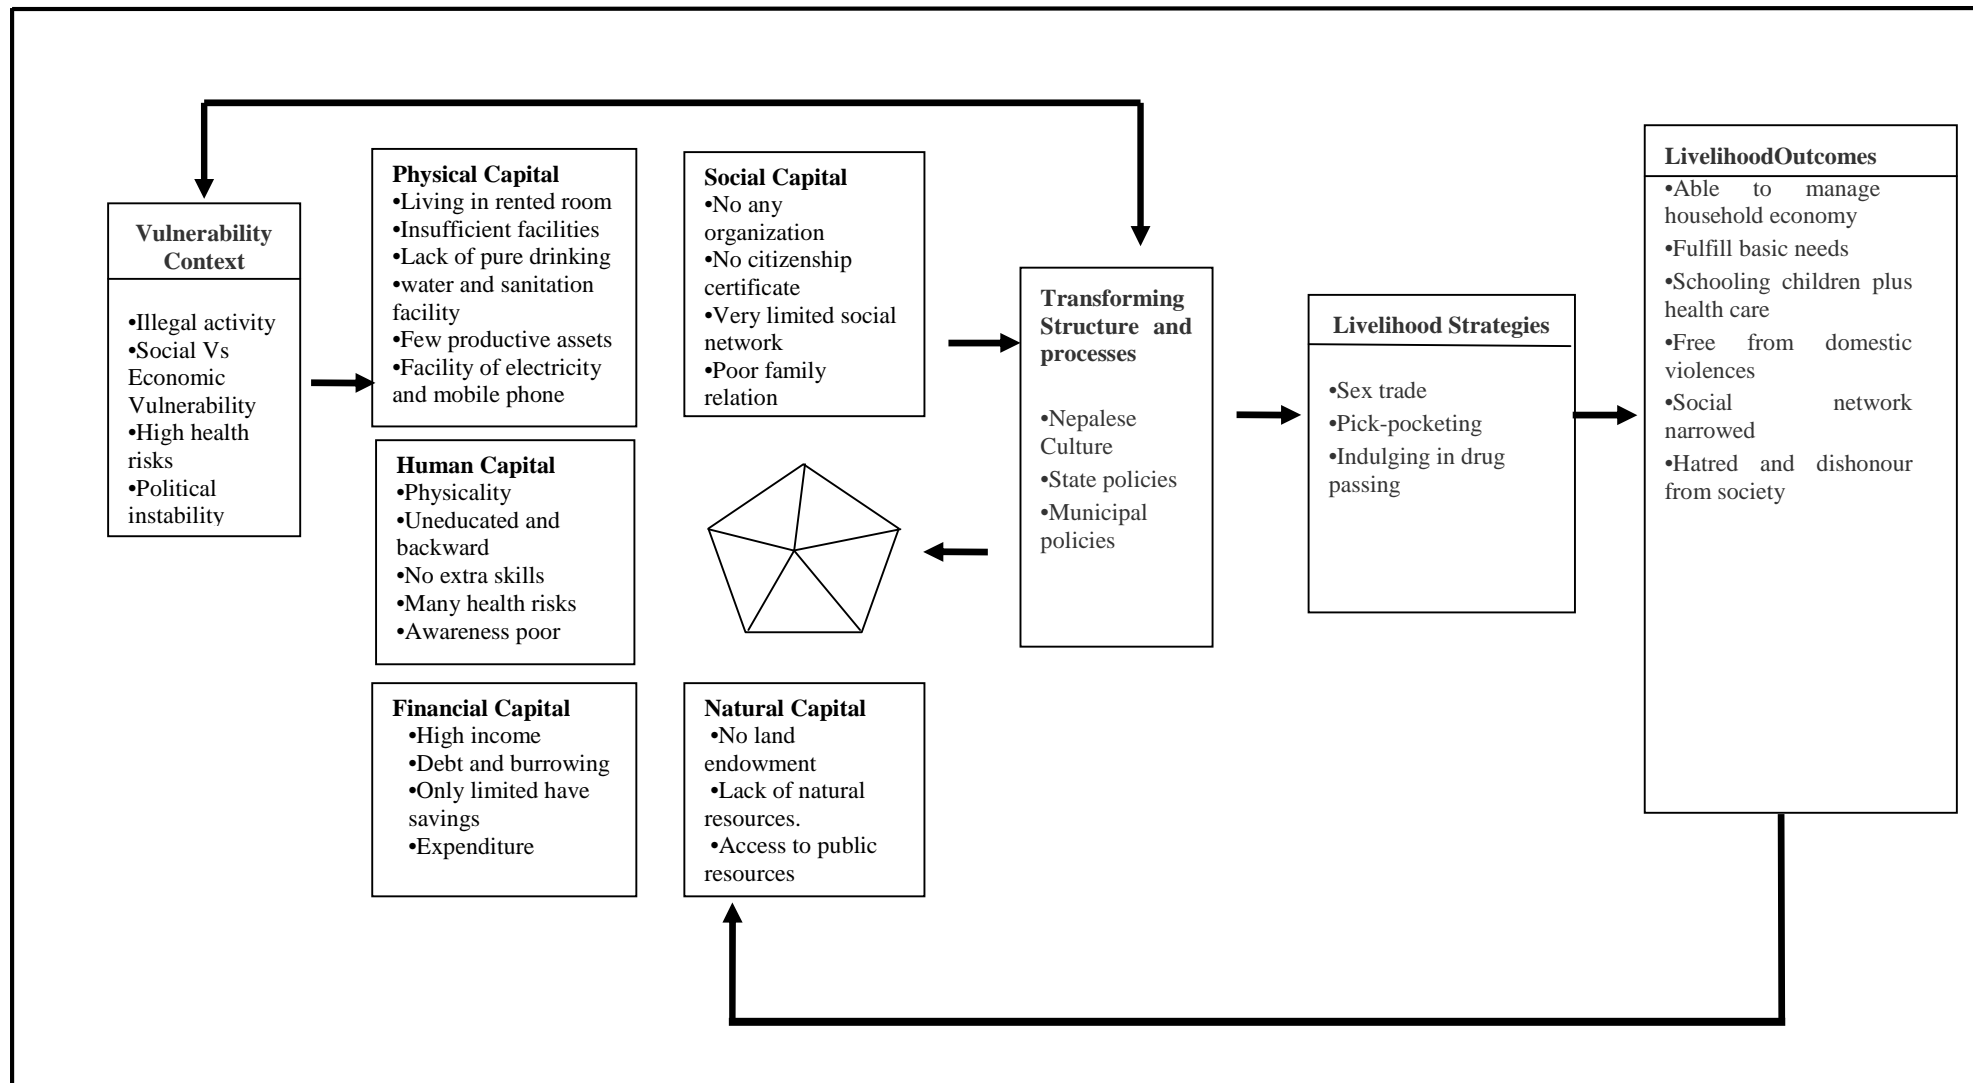 Vulnerability
Context
•Illegal activity
•Social Vs
Economic
Vulnerability
•High health
risks
•Political
instability
Physical Capital
•Living in rented room
•Insufficient facilities
•Lack of pure drinking
•water and sanitation
facility
•Few productive assets
•Facility of electricity
and mobile phone
Human Capital
•Physicality
•Uneducated and
backward
•No extra skills
•Many health risks
•Awareness poor
Financial Capital
•High income
•Debt and burrowing
•Only limited have
savings
•Expenditure
Social Capital
•No any
organization
•No citizenship
certificate
•Very limited social
network
•Poor family
relation
Natural Capital
•No land
endowment
•Lack of natural
resources.
•Access to public
resources
Transforming
Structure and
processes
•Nepalese
Culture
•State policies
•Municipal
policies
Livelihood Strategies
•Sex trade
•Pick-pocketing
•Indulging in drug
passing
LivelihoodOutcomes
•Able to manage
household economy
•Fulfill basic needs
•Schooling children plus
health care
•Free from domestic
violences
•Social network
narrowed
•Hatred and dishonour
from society